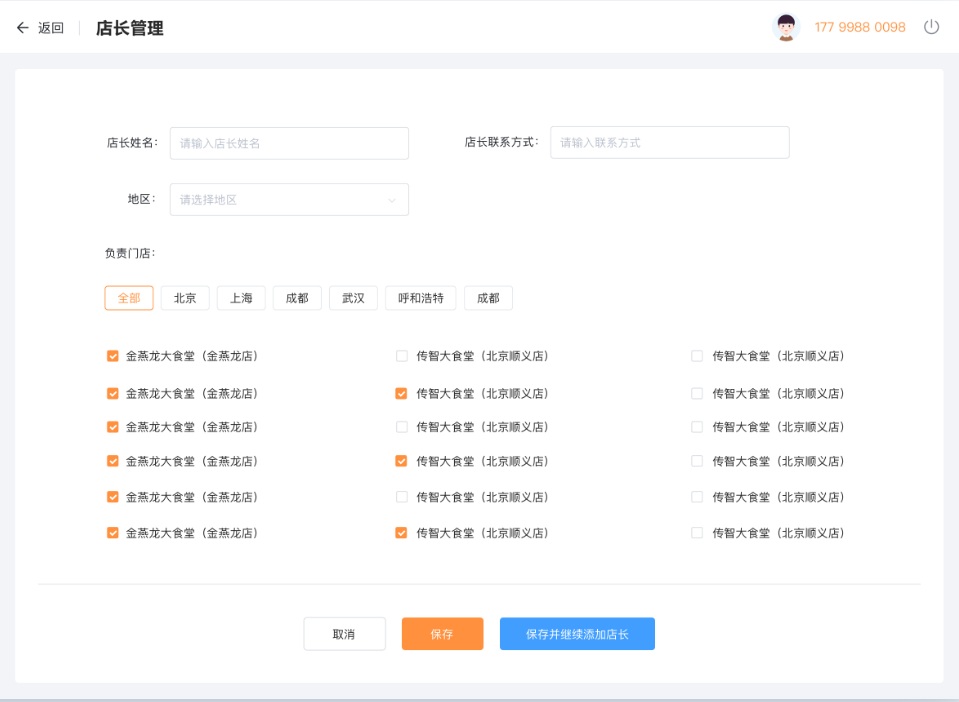 返回 店长管理 177 9988 0098
店长姓名： 请输入店长姓名 店长联系方式： 请输入联系方式
地区： 请选择地区
负责门店：
全部 北京 上海 成都 武汉 呼和浩特 成都
金燕龙大食堂（金燕龙店） 传智大食堂（北京顺义店） 传智大食堂（北京顺义店）
金燕龙大食堂（金燕龙店） 传智大食堂（北京顺义店） 传智大食堂（北京顺义店）
金燕龙大食堂（金燕龙店） 传智大食堂（北京顺义店） 传智大食堂（北京顺义店）
金燕龙大食堂（金燕龙店） 传智大食堂（北京顺义店） 传智大食堂（北京顺义店）
金燕龙大食堂（金燕龙店） 传智大食堂（北京顺义店） 传智大食堂（北京顺义店）
金燕龙大食堂（金燕龙店） 传智大食堂（北京顺义店） 传智大食堂（北京顺义店）
取消 保存 保存并继续添加店长